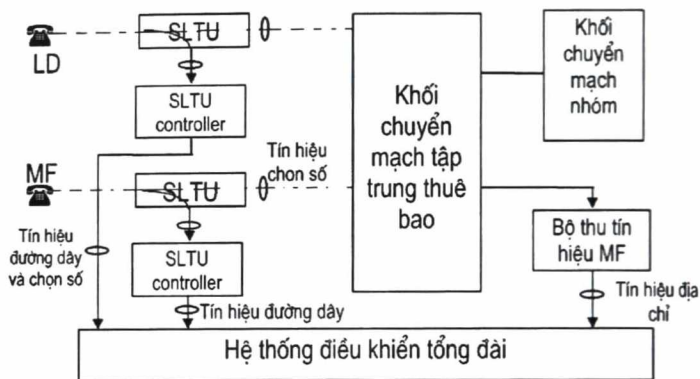 LD
SLTU
SLTU
controller
MF
SLTU
SLTU
controller
Tín hiệu
chon số
Tín hiệu
đường dây
và chọn số
Tín hiệu đường dây
Khối
chuyển
mạch tập
trung thuê
bao
Khối
chuyển
mạch
nhóm
Bộ thu tín
hiệu MF
Tín hiệu địa
chỉ
Hệ thống điều khiển tổng đài